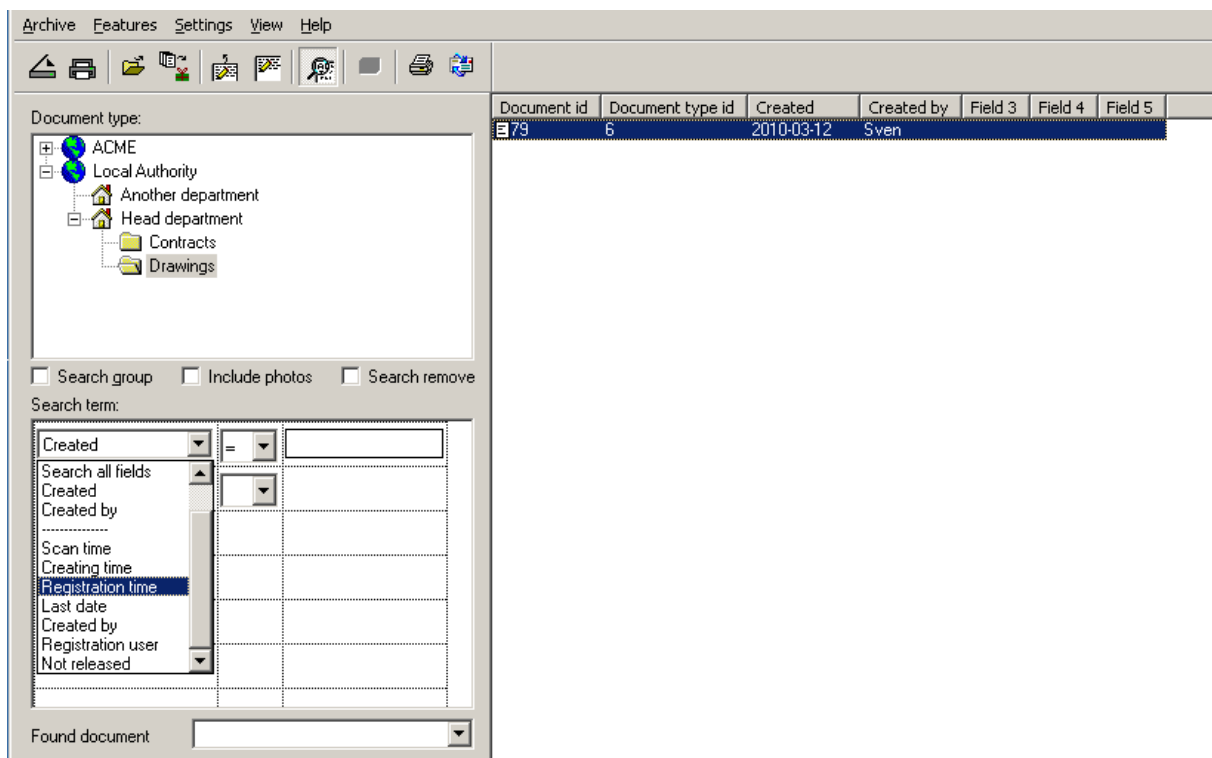 Archive Features Settings View Help
Document type:
ACME
Local Authority
Another department
Head department
Contracts
Drawings
Search group Include photos Search remove
Search term:
Created =
Search all fields
Created
Created by
---------------
Scan time
Creating time
Registration time
Last date
Created by
Registration user
Not released
Found document
Document id Document type id Created Created by Field 3 Field 4 Field 5
79 6 2010-03-12 Sven